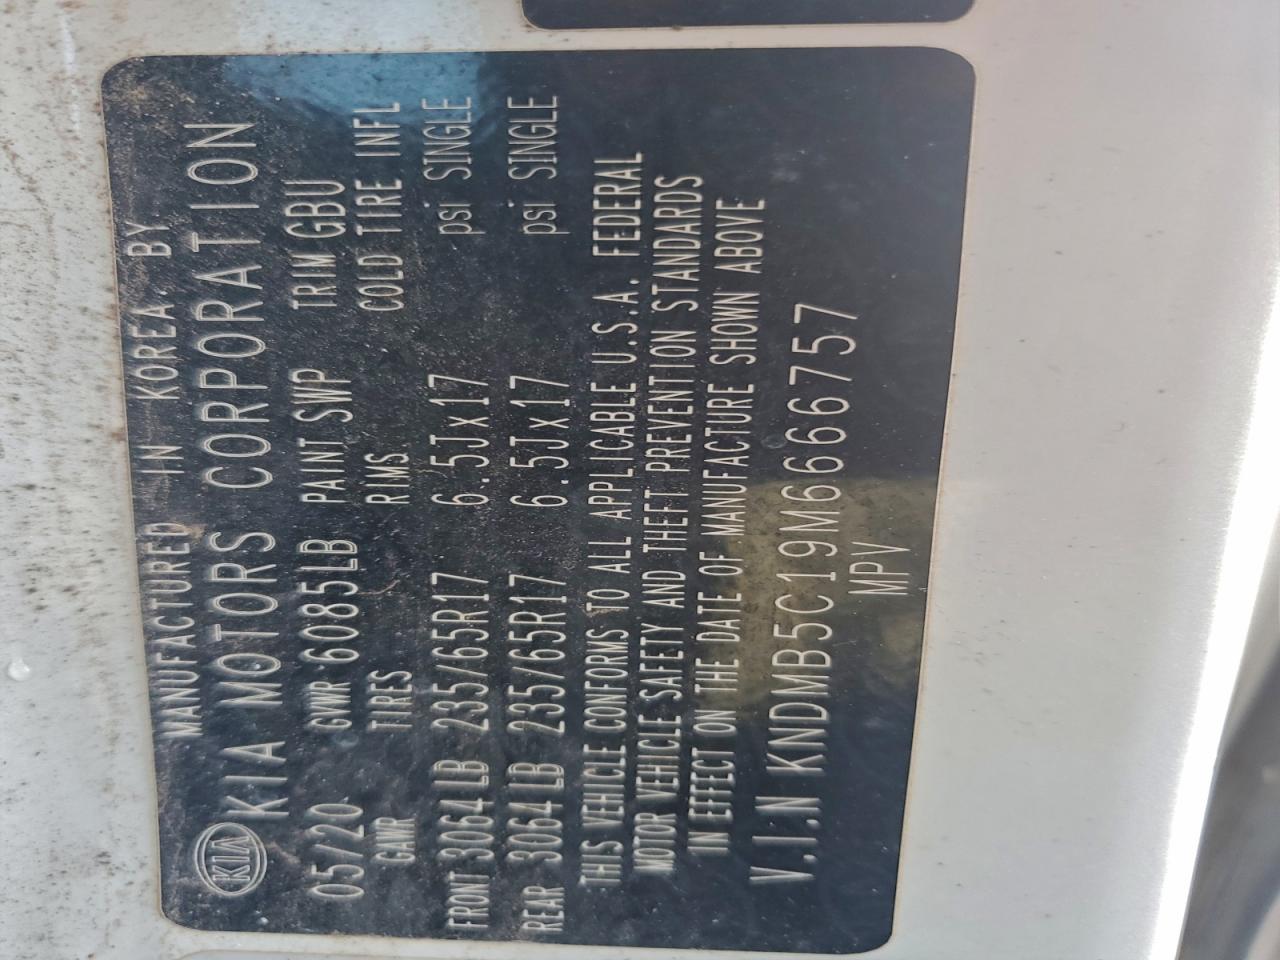 MANUFACTURED IN KOREA BY
KIA KIA MOTORS CORPORATION
05/20 GVWR 6085LB PAINT SWP TRIM GBU
GAWR TIRES RIMS COLD TIRE INFL
FRONT 3064LB 235/65R17 6.5Jx17 psi SINGLE
REAR 3064LB 235/65R17 6.5Jx17 psi SINGLE
THIS VEHICLE CONFORMS TO ALL APPLICABLE U.S.A. FEDERAL
MOTOR VEHICLE SAFETY AND THEFT PREVENTION STANDARDS
IN EFFECT ON THE DATE OF MANUFACTURE SHOWN ABOVE
V.I.N KNDMB5C19M6666757
MPV